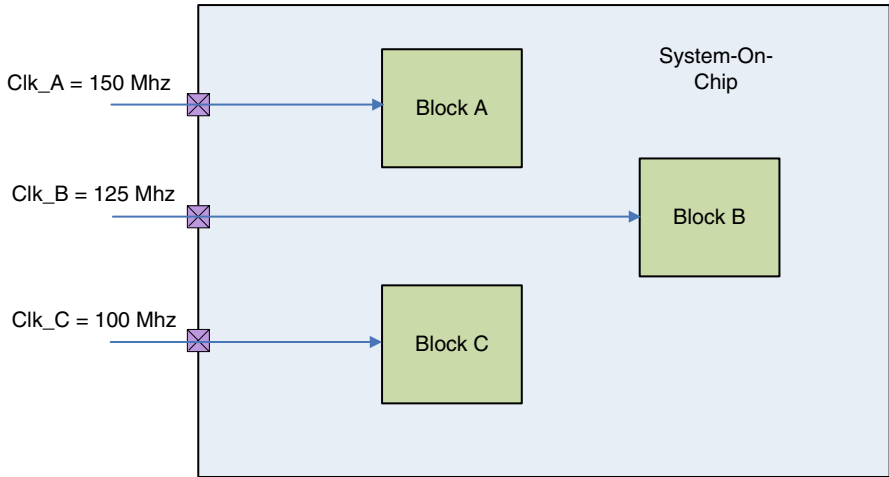 System-On-
Chip
Clk_A = 150 Mhz
Block A
Clk_B = 125 Mhz
Block B
Clk_C = 100 Mhz
Block C